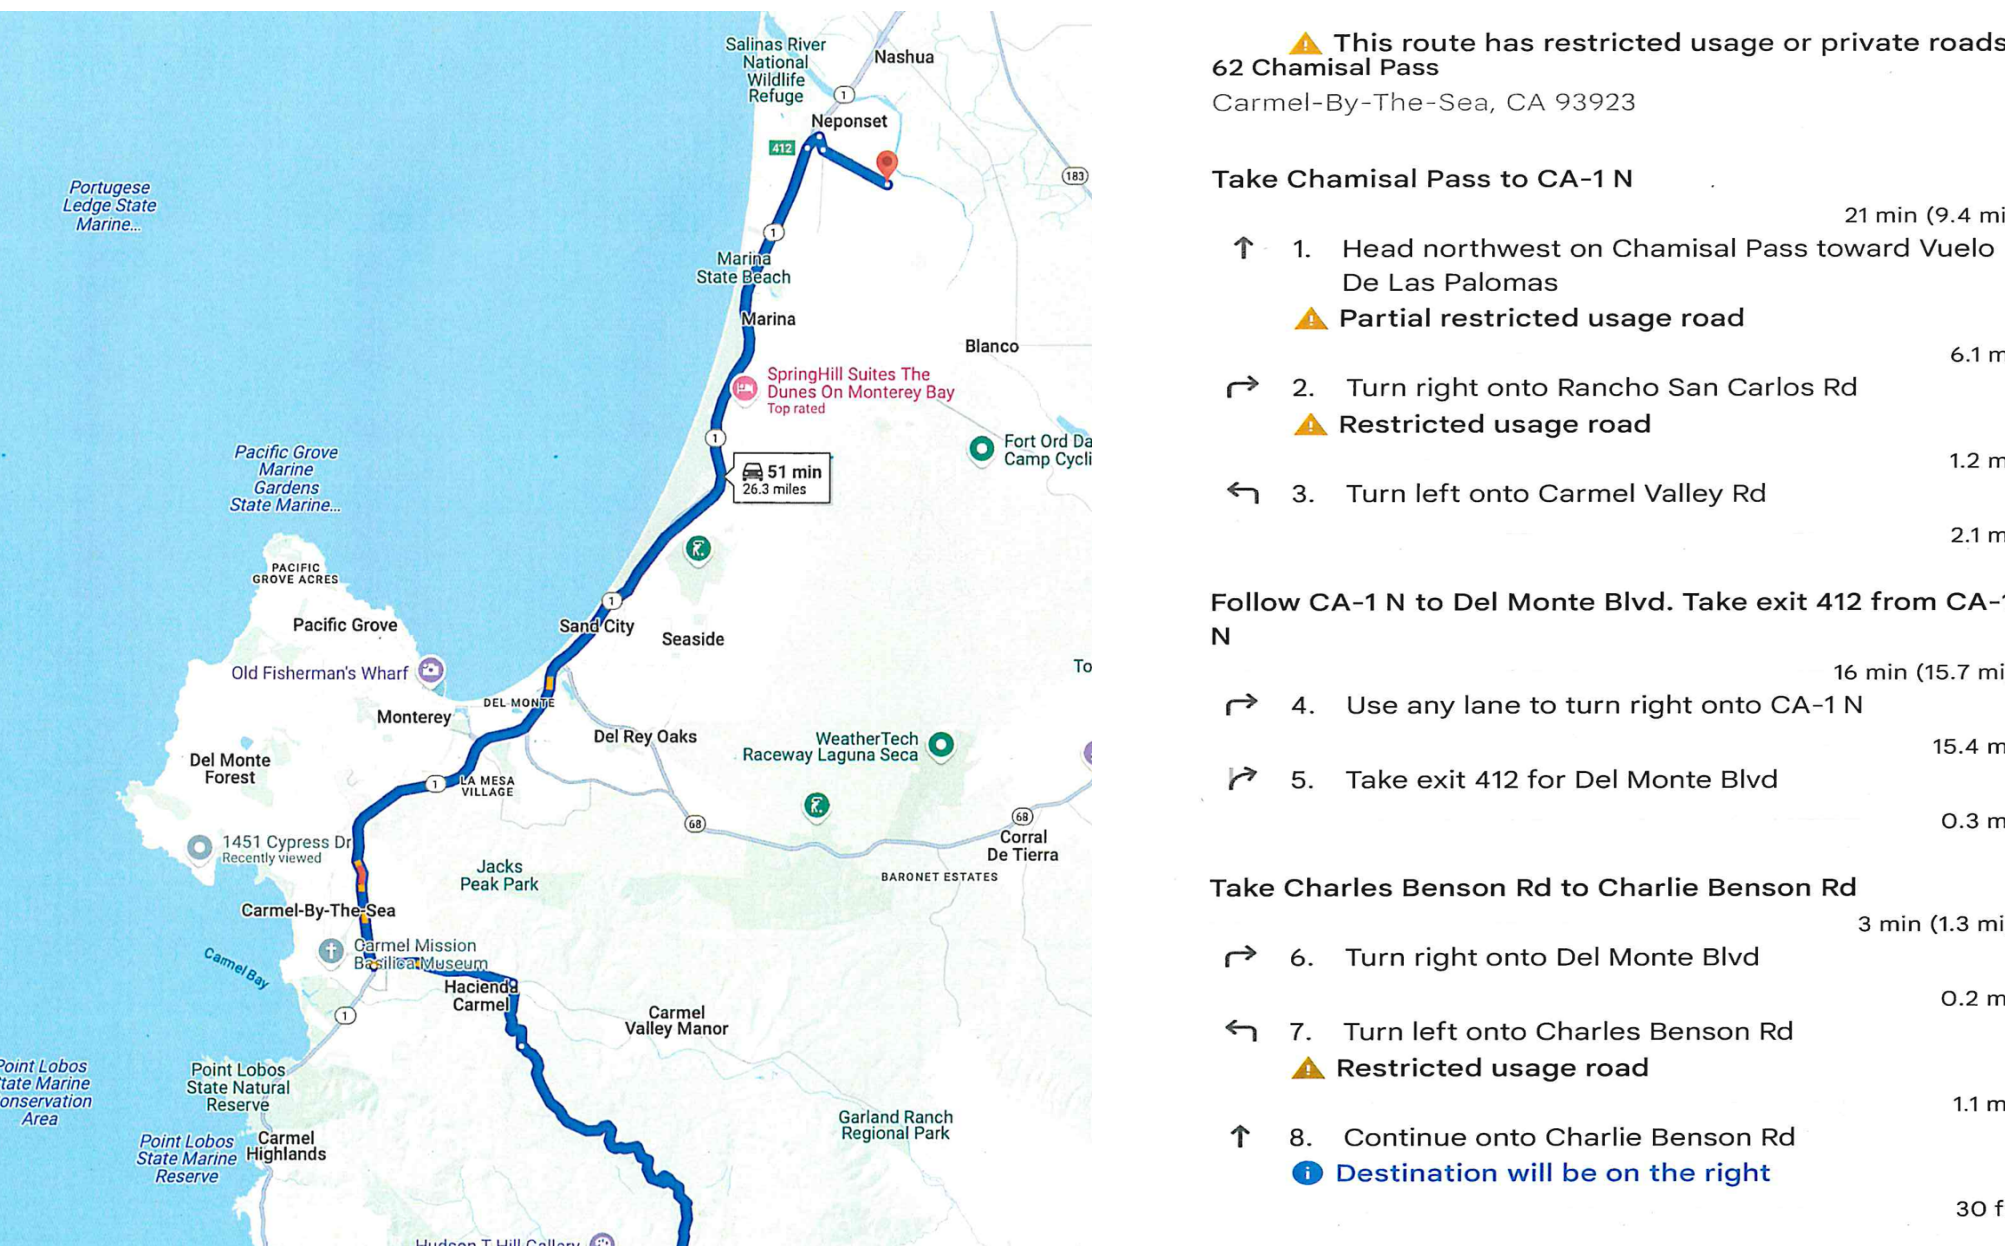 Salinas River
National
Wildlife
Refuge
Nashua
1
Neponset
412
183
Portugese
Ledge State
Marine...
1
Marina
State Beach
Marina
Blanco
SpringHill Suites The
Dunes On Monterey Bay
Top rated
1
Fort Ord Da
Camp Cycli
Pacific Grove
Marine
Gardens
State Marine...
51 min
26.3 miles
PACIFIC
GROVE ACRES
1
Pacific Grove
Sand City
Seaside
Old Fisherman's Wharf
To
DEL MONTE
Monterey
Del Rey Oaks
WeatherTech
Raceway Laguna Seca
Del Monte
Forest
1
LA MESA
VILLAGE
68
68
Corral
De Tierra
1451 Cypress Dr
Recently viewed
Jacks
Peak Park
BARONET ESTATES
Carmel-By-The-Sea
Carmel Mission
Basilica Museum
Carmel Bay
Hacienda
Carmel
1
Carmel
Valley Manor
Point Lobos
State Marine
onservation
Area
Point Lobos
State Natural
Reserve
Garland Ranch
Regional Park
Point Lobos
State Marine
Reserve
Carmel
Highlands
Hudson T Hill Gallery
This route has restricted usage or private roads
62 Chamisal Pass
Carmel-By-The-Sea, CA 93923
Take Chamisal Pass to CA-1 N
21 min (9.4 mi
1. Head northwest on Chamisal Pass toward Vuelo
De Las Palomas
Partial restricted usage road
6.1 m
2. Turn right onto Rancho San Carlos Rd
Restricted usage road
1.2 m
3. Turn left onto Carmel Valley Rd
2.1 m
Follow CA-1 N to Del Monte Blvd. Take exit 412 from CA-1
N
16 min (15.7 mi
4. Use any lane to turn right onto CA-1 N
15.4 m
5. Take exit 412 for Del Monte Blvd
0.3 m
Take Charles Benson Rd to Charlie Benson Rd
3 min (1.3 mi
6. Turn right onto Del Monte Blvd
0.2 m
7. Turn left onto Charles Benson Rd
Restricted usage road
1.1 m
8. Continue onto Charlie Benson Rd
Destination will be on the right
30 f